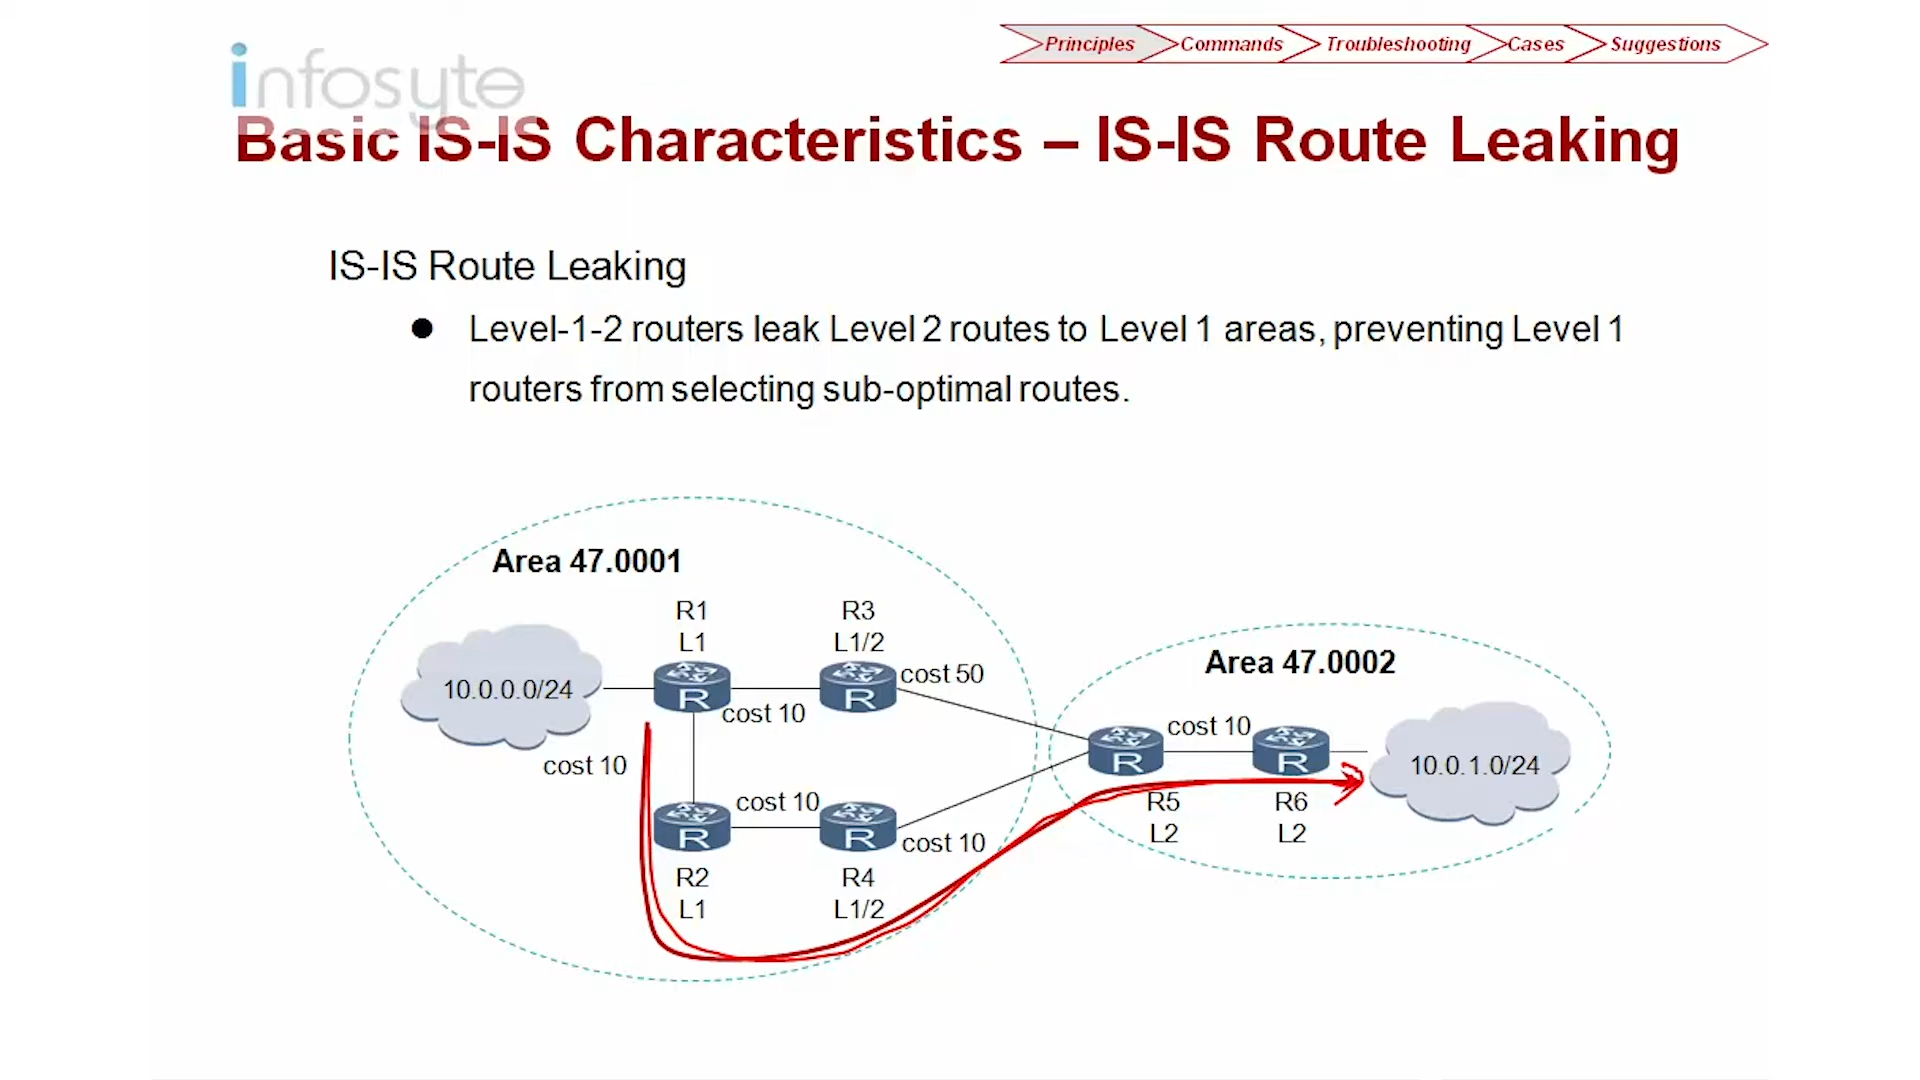 Principles
Commands
Troubleshooting
Cases
Suggestions
infosyte
Basic IS-IS Characteristics – IS-IS Route Leaking
IS-IS Route Leaking
● Level-1-2 routers leak Level 2 routes to Level 1 areas, preventing Level 1
routers from selecting sub-optimal routes.
Area 47.0001
R1
L1
R3
L1/2
cost 50
10.0.0.0/24
R
R
cost 10
cost 10
cost 10
R
R
cost 10
R2
L1
R4
L1/2
Area 47.0002
cost 10
R
R
10.0.1.0/24
R5
L2
R6
L2